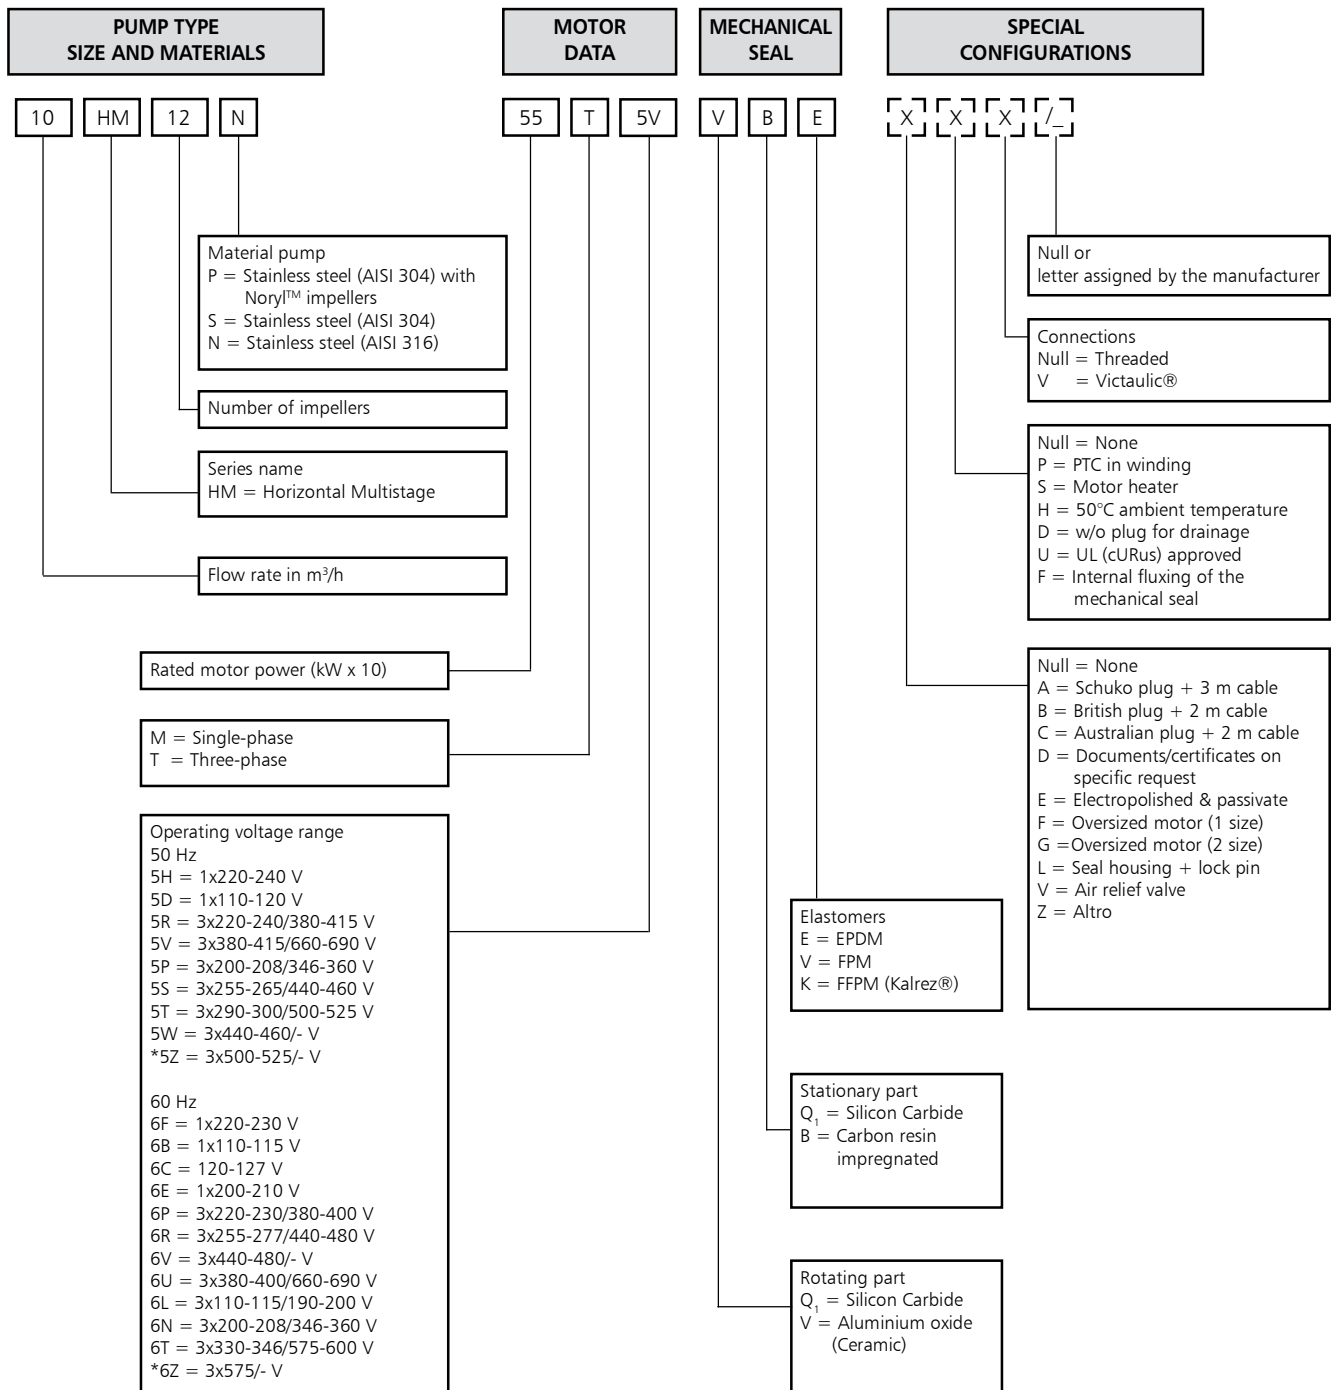 PUMP TYPE
SIZE AND MATERIALS
MOTOR
DATA
MECHANICAL
SEAL
SPECIAL
CONFIGURATIONS
10 HM 12 N 55 T 5V V B E X X X /_
Material pump
P = Stainless steel (AISI 304) with
Noryl™ impellers
S = Stainless steel (AISI 304)
N = Stainless steel (AISI 316)
Number of impellers
Series name
HM = Horizontal Multistage
Flow rate in m³/h
Rated motor power (kW x 10)
M = Single-phase
T = Three-phase
Operating voltage range
50 Hz
5H = 1x220-240 V
5D = 1x110-120 V
5R = 3x220-240/380-415 V
5V = 3x380-415/660-690 V
5P = 3x200-208/346-360 V
5S = 3x255-265/440-460 V
5T = 3x290-300/500-525 V
5W = 3x440-460/- V
*5Z = 3x500-525/- V
60 Hz
6F = 1x220-230 V
6B = 1x110-115 V
6C = 120-127 V
6E = 1x200-210 V
6P = 3x220-230/380-400 V
6R = 3x255-277/440-480 V
6V = 3x440-480/- V
6U = 3x380-400/660-690 V
6L = 3x110-115/190-200 V
6N = 3x200-208/346-360 V
6T = 3x330-346/575-600 V
*6Z = 3x575/- V
Elastomers
E = EPDM
V = FPM
K = FFPM (Kalrez®)
Stationary part
Q₁ = Silicon Carbide
B = Carbon resin
impregnated
Rotating part
Q₁ = Silicon Carbide
V = Aluminium oxide
(Ceramic)
Null or
letter assigned by the manufacturer
Connections
Null = Threaded
V = Victaulic®
Null = None
P = PTC in winding
S = Motor heater
H = 50°C ambient temperature
D = w/o plug for drainage
U = UL (cURus) approved
F = Internal fluxing of the
mechanical seal
Null = None
A = Schuko plug + 3 m cable
B = British plug + 2 m cable
C = Australian plug + 2 m cable
D = Documents/certificates on
specific request
E = Electropolished & passivate
F = Oversized motor (1 size)
G =Oversized motor (2 size)
L = Seal housing + lock pin
V = Air relief valve
Z = Altro